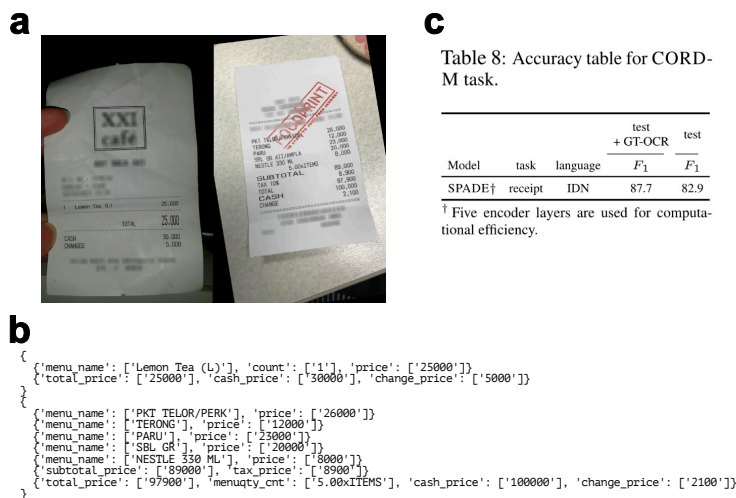 a
XXI
café
1 Lemon Tea (L) 25.000
TOTAL 25.000
CASH 30.000
CHANGED 5.000
PKT TELOR/PERK 26,000
TERONG 12,000
PARU 23,000
SBL GR ATI/AMPLA 20,000
NESTLE 330 ML 8,000
5.00xITEMS
SUBTOTAL 89,000
TAX 8,900
TOTAL 97,900
CASH 100,000
CHANGE 2,100
c
Table 8: Accuracy table for CORD-
M task.
test + GT-OCR test
Model task language F1 F1
SPADE† receipt IDN 87.7 82.9
† Five encoder layers are used for computa-
tional efficiency.
b
{
{'menu_name': ['Lemon Tea (L)'], 'count': ['1'], 'price': ['25000']}
{'total_price': ['25000'], 'cash_price': ['30000'], 'change_price': ['5000']}
}
{
{'menu_name': ['PKT TELOR/PERK'], 'price': ['26000']}
{'menu_name': ['TERONG'], 'price': ['12000']}
{'menu_name': ['PARU'], 'price': ['23000']}
{'menu_name': ['SBL GR'], 'price': ['20000']}
{'menu_name': ['NESTLE 330 ML'], 'price': ['8000']}
{'subtotal_price': ['89000'], 'tax_price': ['8900']}
{'total_price': ['97900'], 'menuqty_cnt': ['5.00xIITEMS'], 'cash_price': ['100000'], 'change_price': ['2100']}
}